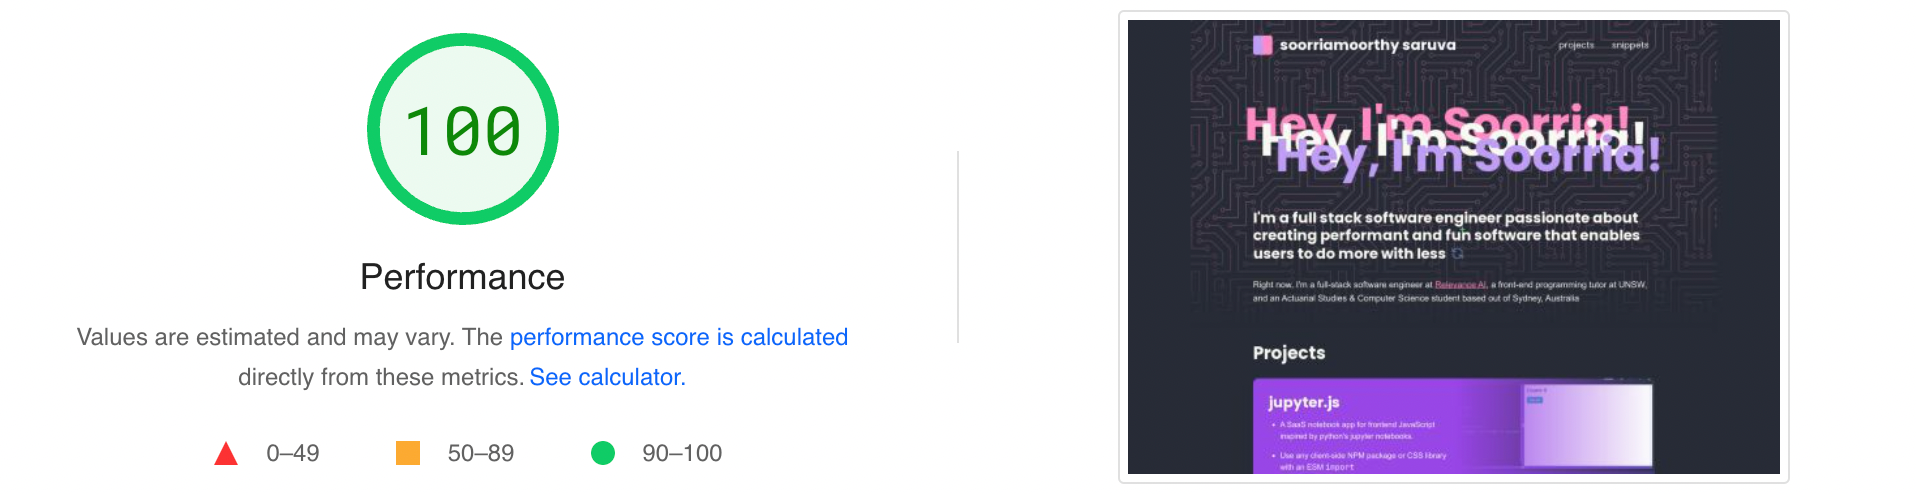 100
Performance
Values are estimated and may vary. The performance score is calculated
directly from these metrics. See calculator.
0–49
50–89
90–100
soorriamoorthy saruva
projects
snippets
Hey, I'm Soorria!
Hey, I'm Soorria!
Hey, I'm Soorria!
I'm a full stack software engineer passionate about
creating performant and fun software that enables
users to do more with less
Right now, I'm a full-stack software engineer at Relevance AI, a front-end programming tutor at UNSW,
and an Actuarial Studies & Computer Science student based out of Sydney, Australia
Projects
jupyter.js
• A SaaS notebook app for frontend JavaScript
inspired by python's jupyter notebooks.
• Use any client-side NPM package or CSS library
with an ESM import